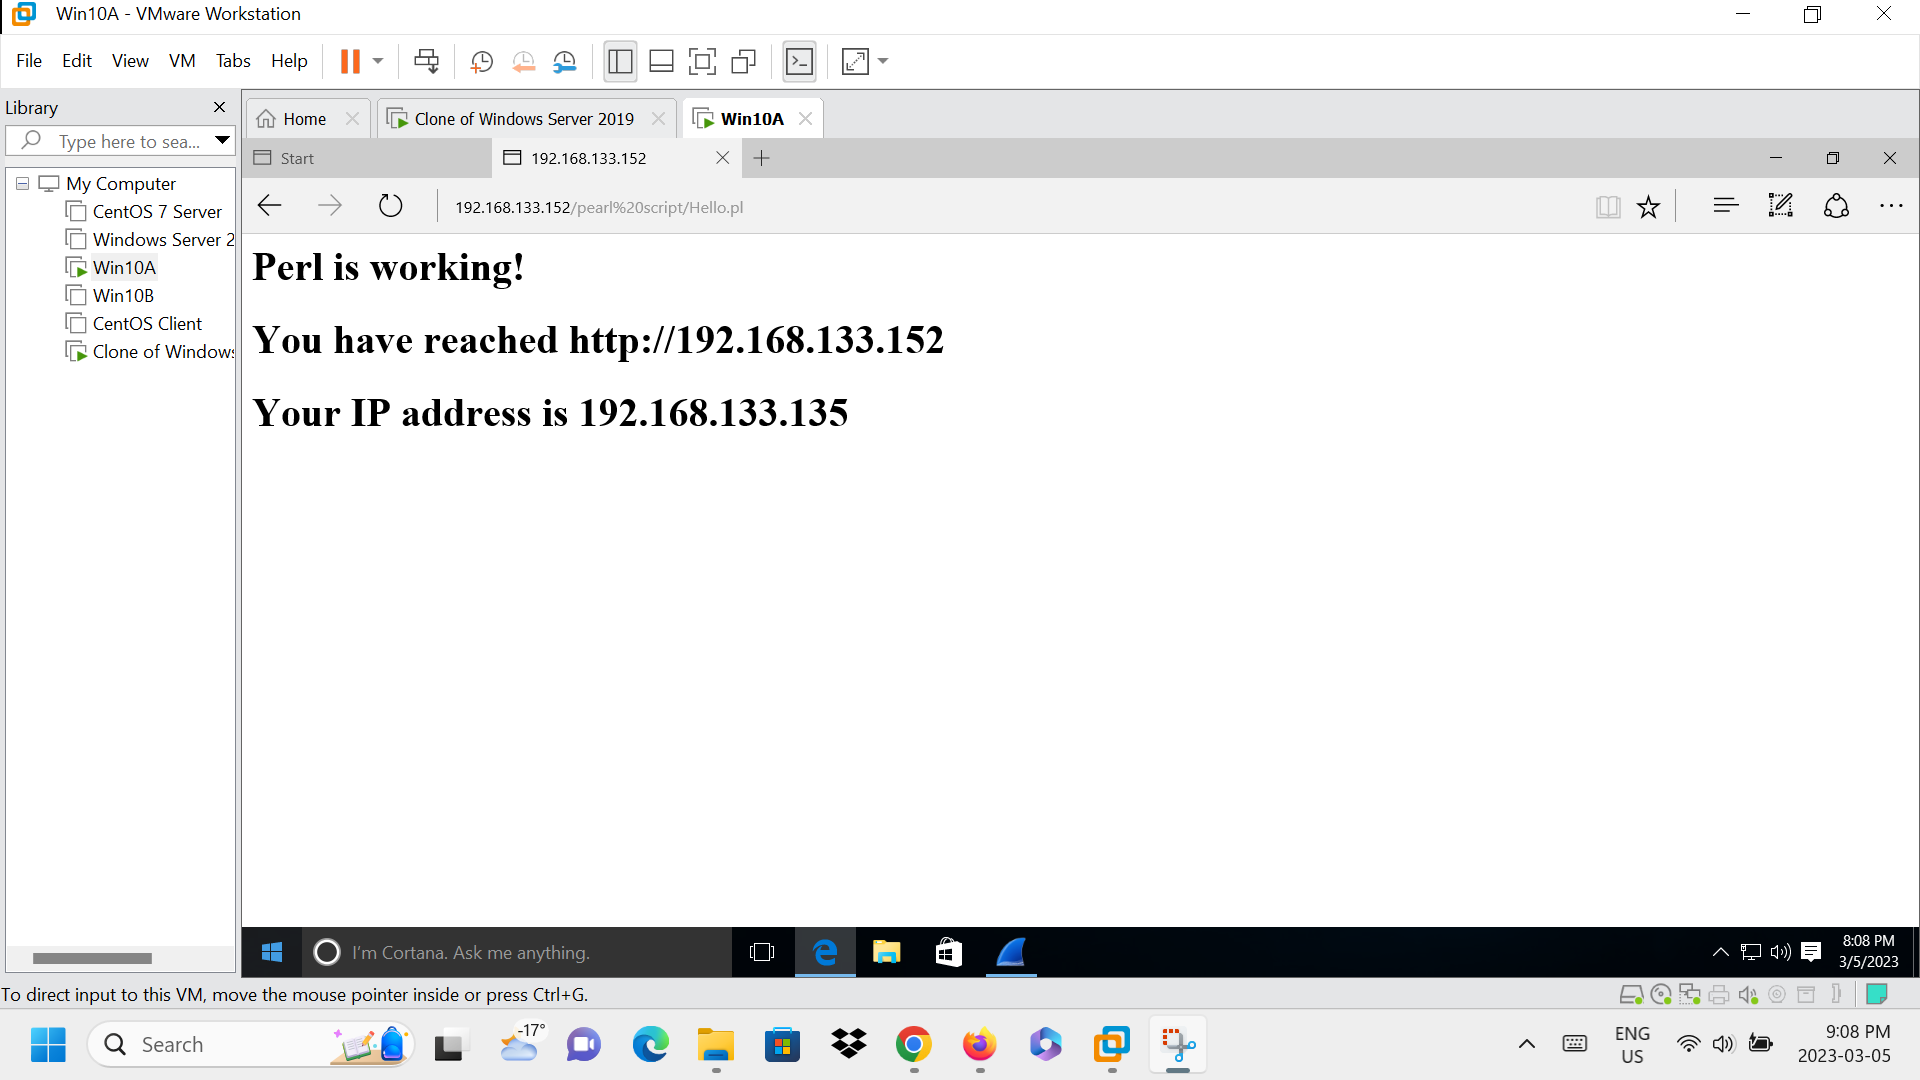 Win10A - VMware Workstation
File Edit View VM Tabs Help
Library
Type here to sea...
My Computer
CentOS 7 Server
Windows Server 2
Win10A
Win10B
CentOS Client
Clone of Windows
Home
Clone of Windows Server 2019
Win10A
Start
192.168.133.152
192.168.133.152/pearl%20script/Hello.pl
Perl is working!
You have reached http://192.168.133.152
Your IP address is 192.168.133.135
I'm Cortana. Ask me anything.
8:08 PM
3/5/2023
To direct input to this VM, move the mouse pointer inside or press Ctrl+G.
Search
-17°
ENG
US
9:08 PM
2023-03-05